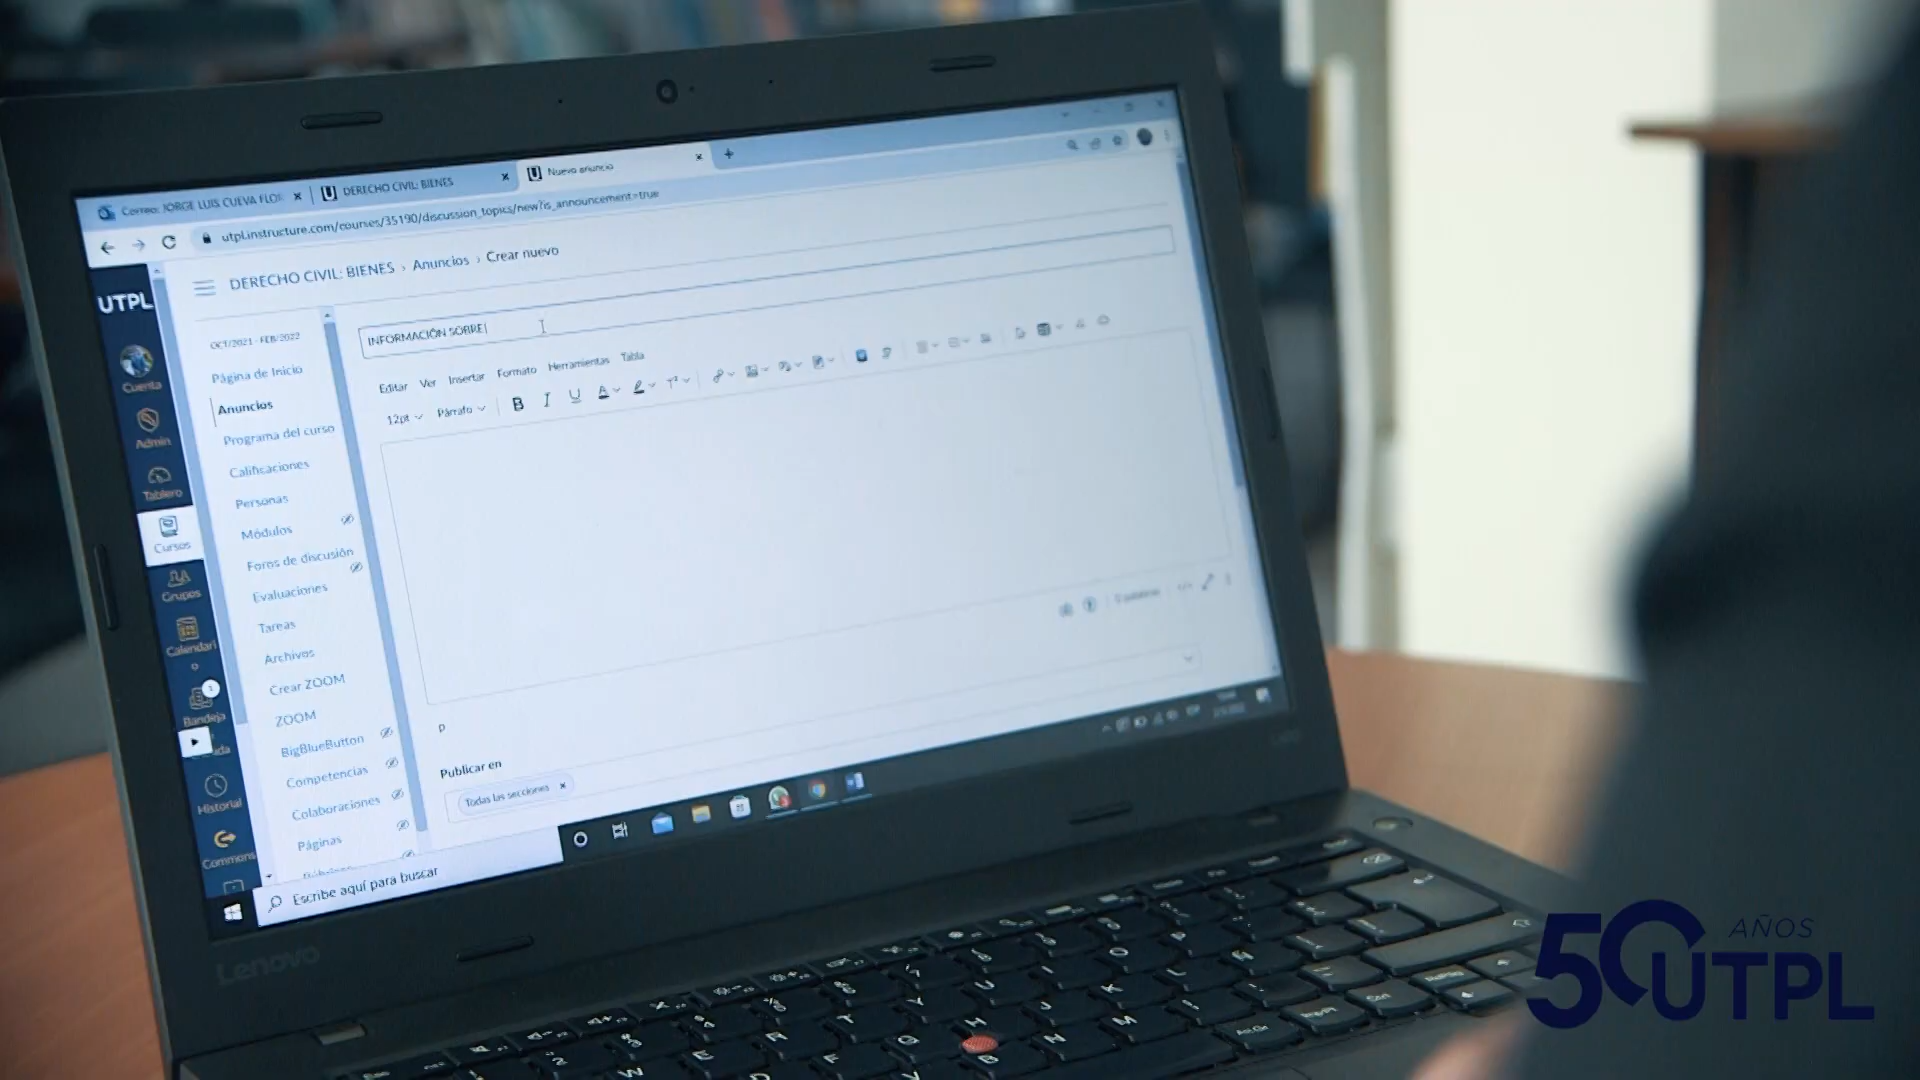 Correo: JORGE LUIS CUEVA FLOR
DERECHO CIVIL: BIENES
Nuevo anuncio
utpl.instructure.com/courses/35190/discussion_topics/new?is_announcement=true
UTPL
DERECHO CIVIL: BIENES › Anuncios › Crear nuevo
OCT/2021 - FEB/2022
INFORMACIÓN SOBRE
Editar Ver Insertar Formato Herramientas Tabla
12pt Párrafo B I U A T²
Página de Inicio
Anuncios
Programa del curso
Calificaciones
Personas
Módulos
Foros de discusión
Evaluaciones
Tareas
Archivos
Crear ZOOM
ZOOM
BigBlueButton
Competencias
Colaboraciones
Páginas
Cuenta
Admin
Tablero
Cursos
Grupos
Calendari
o
1
Bandeja
Historial
Commons
p
Publicar en
Todas las secciones ×
Escribe aquí para buscar
Lenovo
50 AÑOS
UTPL